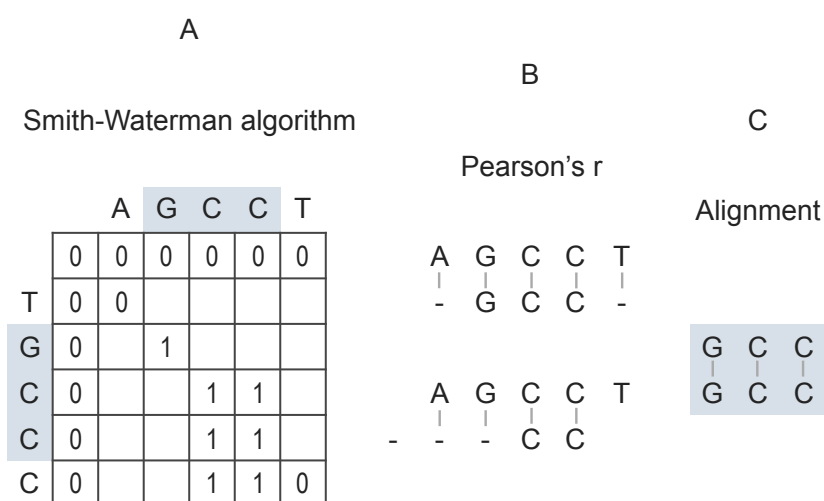 A
Smith-Waterman algorithm
A G C C T
0 0 0 0 0 0
T 0 0
G 0 1
C 0 1 1
C 0 1 1
C 0 1 1 0
B
Pearson's r
A G C C T
- G C C -
A G C C T
- - - C C
C
Alignment
G C C
G C C